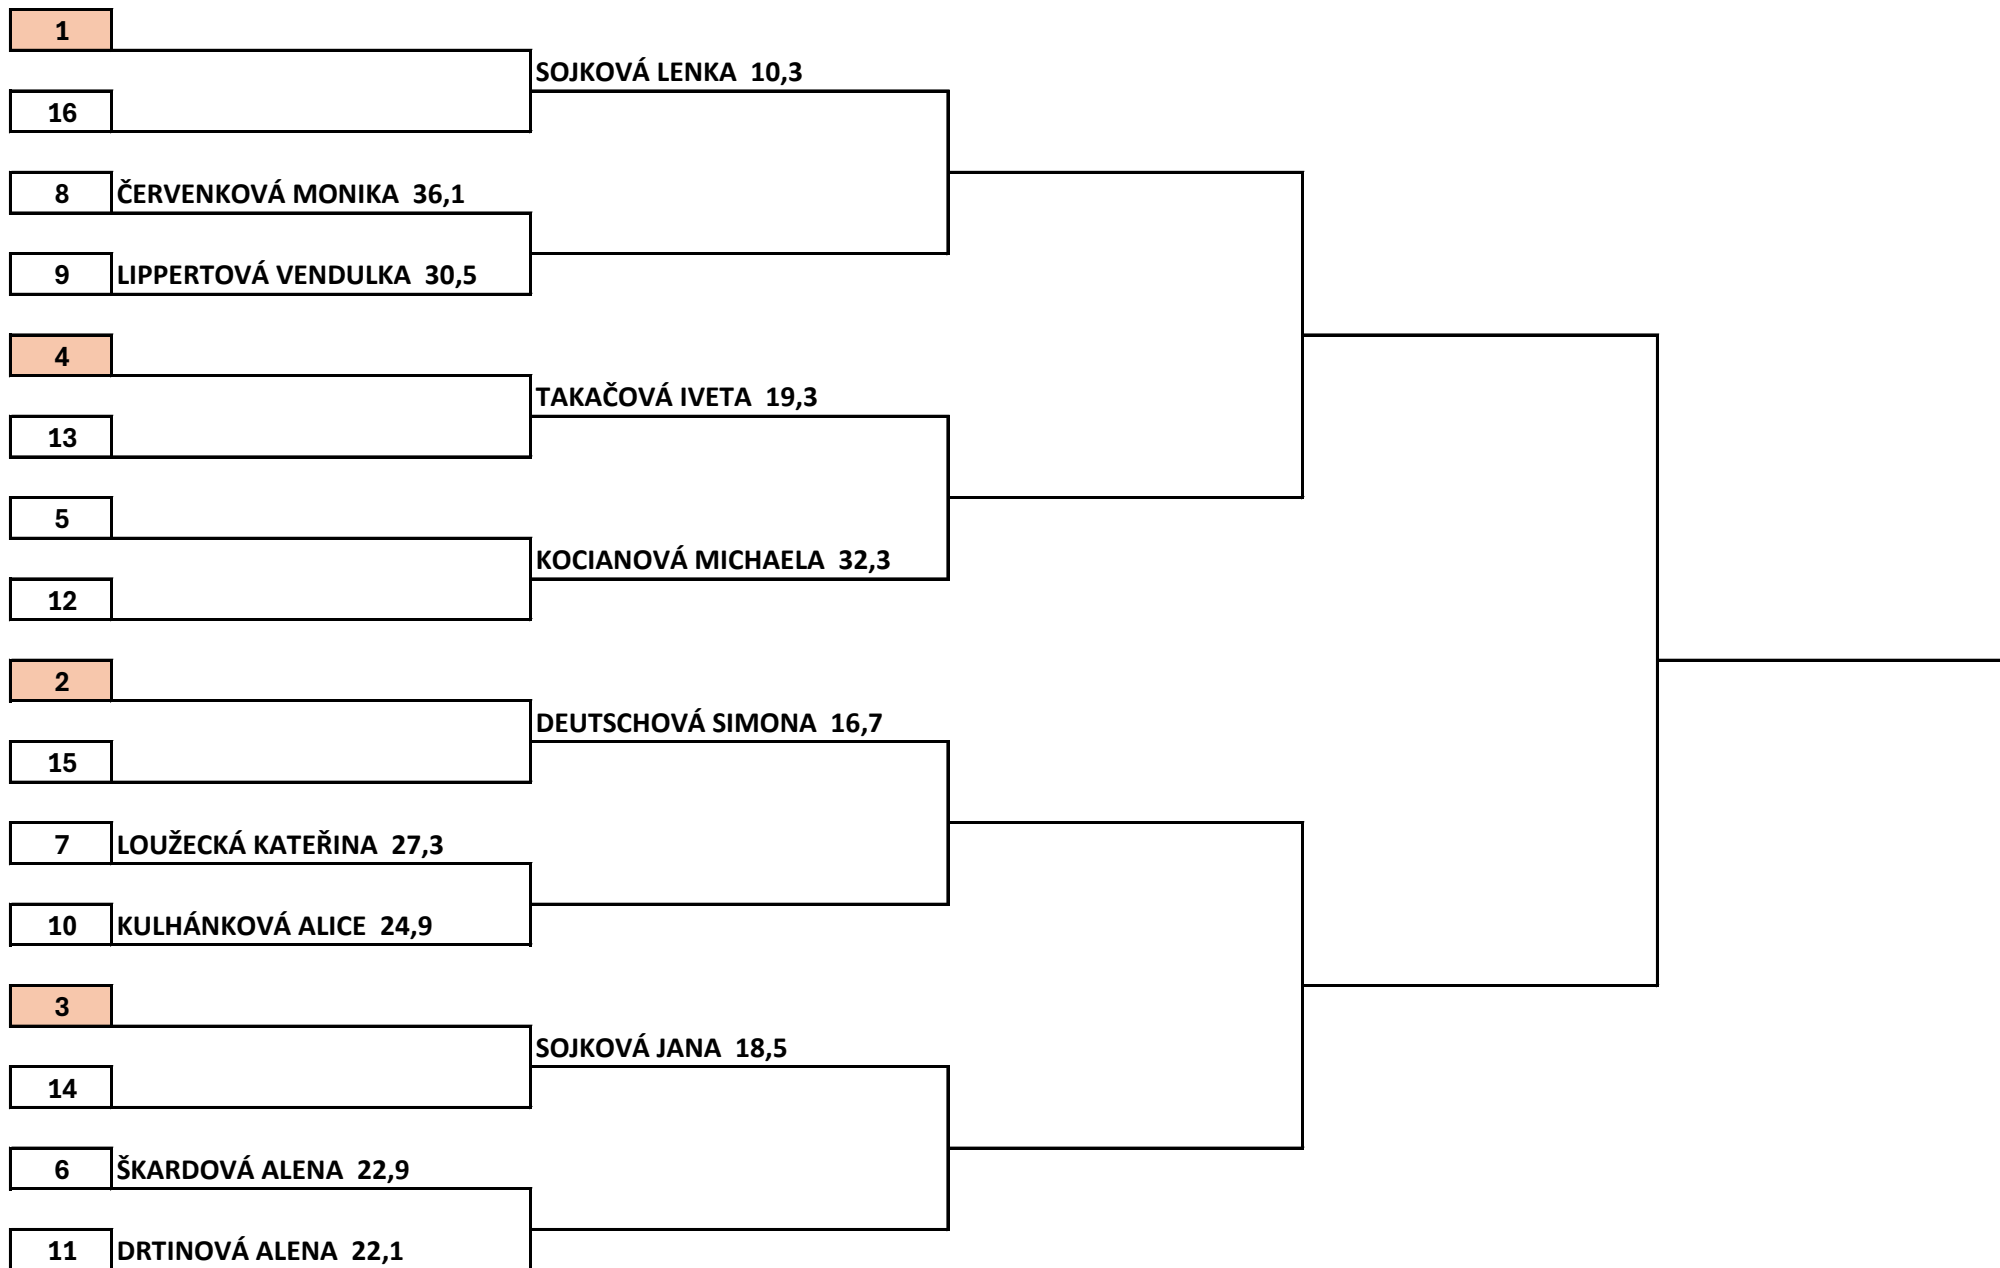 1
SOJKOVÁ LENKA 10,3
16
8 ČERVENKOVÁ MONIKA 36,1
9 LIPPERTOVÁ VENDULKA 30,5
4
TAKAČOVÁ IVETA 19,3
13
5
KOCIANOVÁ MICHAELA 32,3
12
2
DEUTSCHOVÁ SIMONA 16,7
15
7 LOUŽECKÁ KATEŘINA 27,3
10 KULHÁNKOVÁ ALICE 24,9
3
SOJKOVÁ JANA 18,5
14
6 ŠKARDOVÁ ALENA 22,9
11 DRTINOVÁ ALENA 22,1